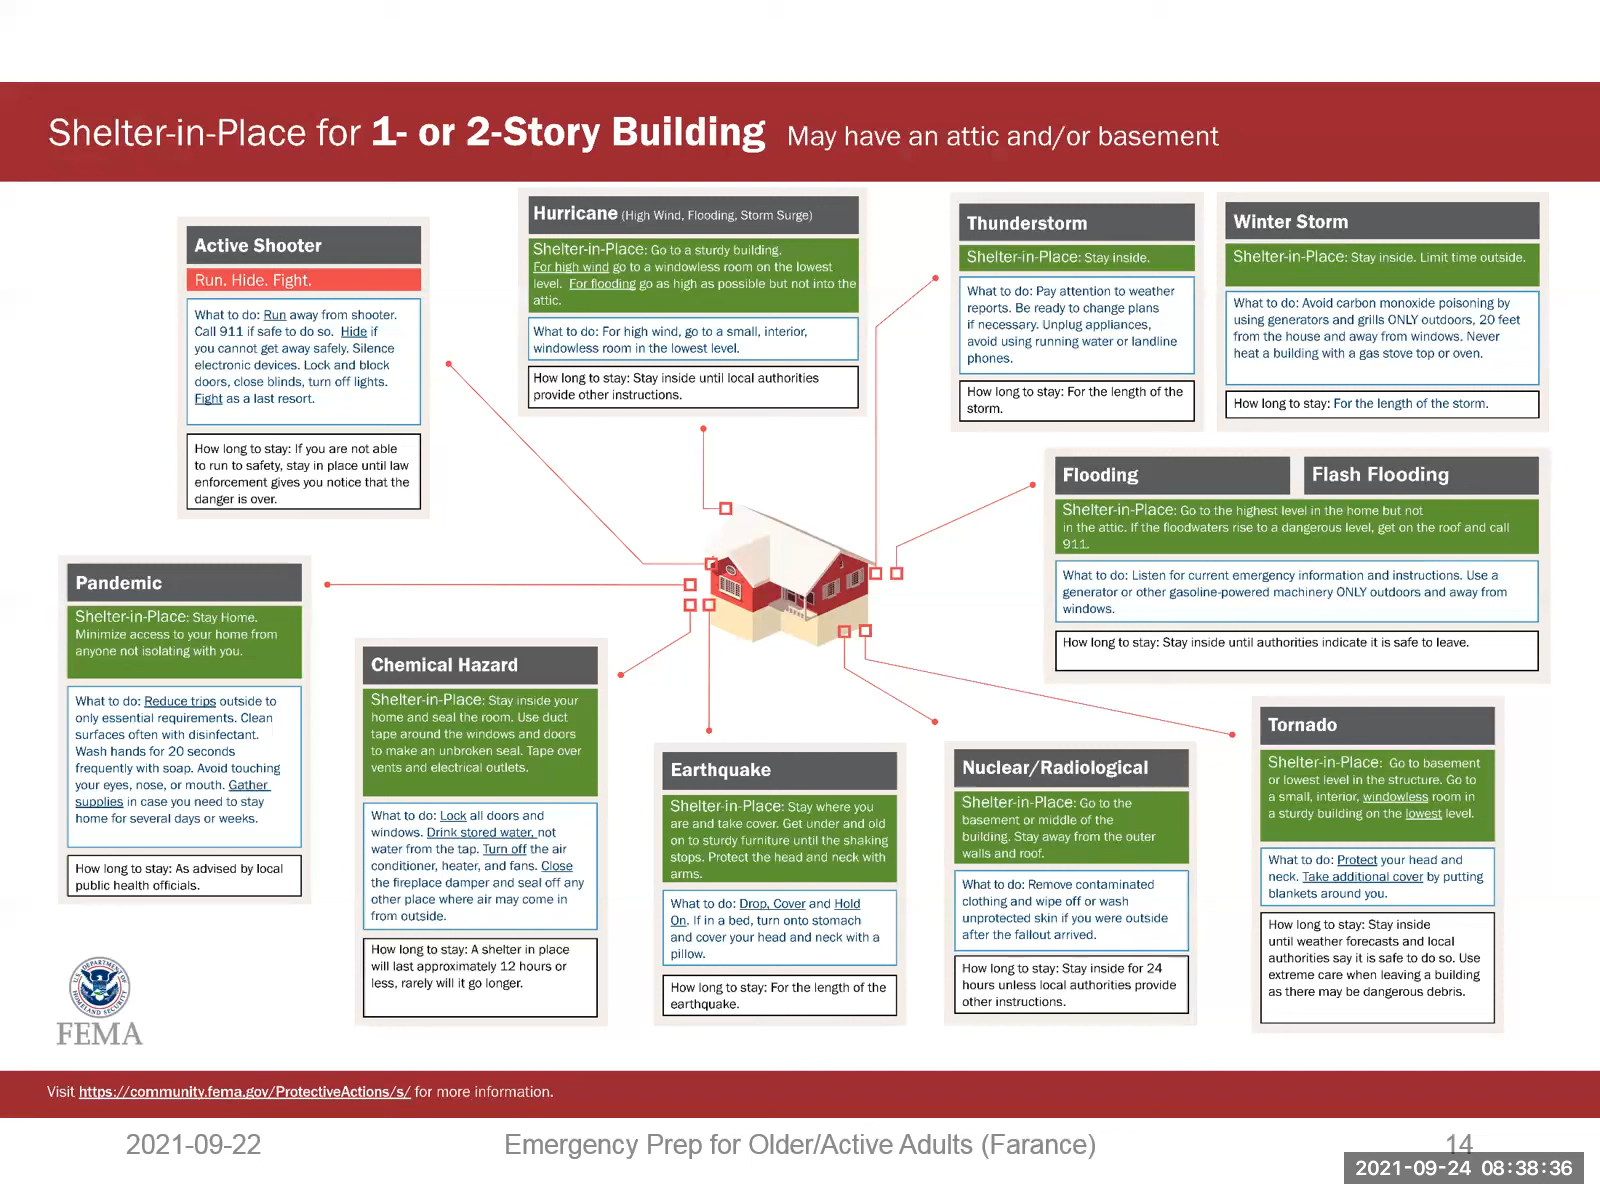 Shelter-in-Place for 1- or 2-Story Building May have an attic and/or basement
Active Shooter
Run. Hide. Fight.
What to do: Run away from shooter.
Call 911 if safe to do so. Hide if
you cannot get away safely. Silence
electronic devices. Lock and block
doors, close blinds, turn off lights.
Fight as a last resort.
How long to stay: If you are not able
to run to safety, stay in place until law
enforcement gives you notice that the
danger is over.
Hurricane (High Wind, Flooding, Storm Surge)
Shelter-in-Place: Go to a sturdy building.
For high wind go to a windowless room on the lowest
level. For flooding go as high as possible but not into the
attic.
What to do: For high wind, go to a small, interior,
windowless room in the lowest level.
How long to stay: Stay inside until local authorities
provide other instructions.
Thunderstorm
Shelter-in-Place: Stay inside.
What to do: Pay attention to weather
reports. Be ready to change plans
if necessary. Unplug appliances,
avoid using running water or landline
phones.
How long to stay: For the length of the
storm.
Winter Storm
Shelter-in-Place: Stay inside. Limit time outside.
What to do: Avoid carbon monoxide poisoning by
using generators and grills ONLY outdoors, 20 feet
from the house and away from windows. Never
heat a building with a gas stove top or oven.
How long to stay: For the length of the storm.
Flooding
Flash Flooding
Shelter-in-Place: Go to the highest level in the home but not
in the attic. If the floodwaters rise to a dangerous level, get on the roof and call
911.
What to do: Listen for current emergency information and instructions. Use a
generator or other gasoline-powered machinery ONLY outdoors and away from
windows.
How long to stay: Stay inside until authorities indicate it is safe to leave.
Pandemic
Shelter-in-Place: Stay Home.
Minimize access to your home from
anyone not isolating with you.
What to do: Reduce trips outside to
only essential requirements. Clean
surfaces often with disinfectant.
Wash hands for 20 seconds
frequently with soap. Avoid touching
your eyes, nose, or mouth. Gather
supplies in case you need to stay
home for several days or weeks.
How long to stay: As advised by local
public health officials.
Chemical Hazard
Shelter-in-Place: Stay inside your
home and seal the room. Use duct
tape around the windows and doors
to make an unbroken seal. Tape over
vents and electrical outlets.
What to do: Lock all doors and
windows. Drink stored water, not
water from the tap. Turn off the air
conditioner, heater, and fans. Close
the fireplace damper and seal off any
other place where air may come in
from outside.
How long to stay: A shelter in place
will last approximately 12 hours or
less, rarely will it go longer.
Earthquake
Shelter-in-Place: Stay where you
are and take cover. Get under and old
on to sturdy furniture until the shaking
stops. Protect the head and neck with
arms.
What to do: Drop, Cover and Hold
On. If in a bed, turn onto stomach
and cover your head and neck with a
pillow.
How long to stay: For the length of the
earthquake.
Nuclear/Radiological
Shelter-in-Place: Go to the
basement or middle of the
building. Stay away from the outer
walls and roof.
What to do: Remove contaminated
clothing and wipe off or wash
unprotected skin if you were outside
after the fallout arrived.
How long to stay: Stay inside for 24
hours unless local authorities provide
other instructions.
Tornado
Shelter-in-Place: Go to basement
or lowest level in the structure. Go to
a small, interior, windowless room in
a sturdy building on the lowest level.
What to do: Protect your head and
neck. Take additional cover by putting
blankets around you.
How long to stay: Stay inside
until weather forecasts and local
authorities say it is safe to do so. Use
extreme care when leaving a building
as there may be dangerous debris.
U.S. DEPARTMENT OF
HOMELAND SECURITY
FEMA
Visit https://community.fema.gov/ProtectiveActions/s/ for more information.
2021-09-22
Emergency Prep for Older/Active Adults (Farance)
14
2021-09-24 08:38:36